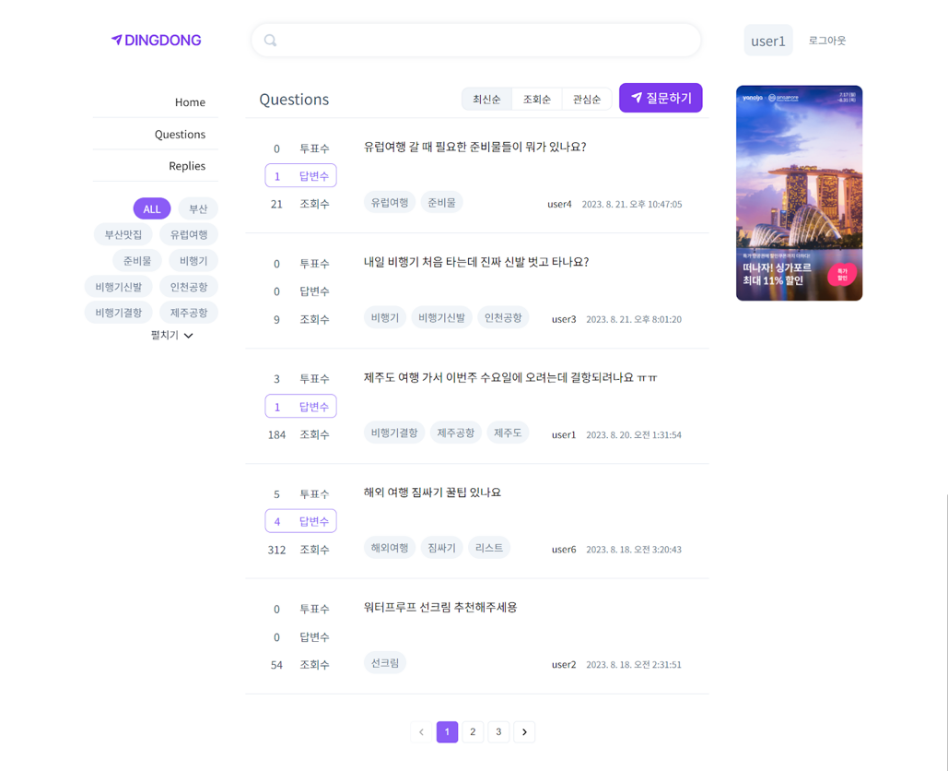 DINGDONG
user1 로그아웃
Home
Questions
Replies
ALL 부산
부산맛집 유럽여행
준비물 비행기
비행기신발 인천공항
비행기결항 제주공항
펼치기
Questions 최신순 조회순 관심순 질문하기
0 투표수 유럽여행 갈 때 필요한 준비물들이 뭐가 있나요?
1 답변수
21 조회수 유럽여행 준비물 user4 2023. 8. 21. 오후 10:47:05
0 투표수 내일 비행기 처음 타는데 진짜 신발 벗고 타나요?
0 답변수
9 조회수 비행기 비행기신발 인천공항 user3 2023. 8. 21. 오후 8:01:20
3 투표수 제주도 여행 가서 이번주 수요일에 오려는데 결항되려나요 ㅠㅠ
1 답변수
184 조회수 비행기결항 제주공항 제주도 user1 2023. 8. 20. 오전 1:31:54
5 투표수 해외 여행 짐싸기 꿀팁 있나요
4 답변수
312 조회수 해외여행 짐싸기 리스트 user6 2023. 8. 18. 오전 3:20:43
0 투표수 워터프루프 선크림 추천해주세용
0 답변수
54 조회수 선크림 user2 2023. 8. 18. 오전 2:31:51
1 2 3
yanolja
떠나자! 싱가포르
최대 11% 할인
특가
할인